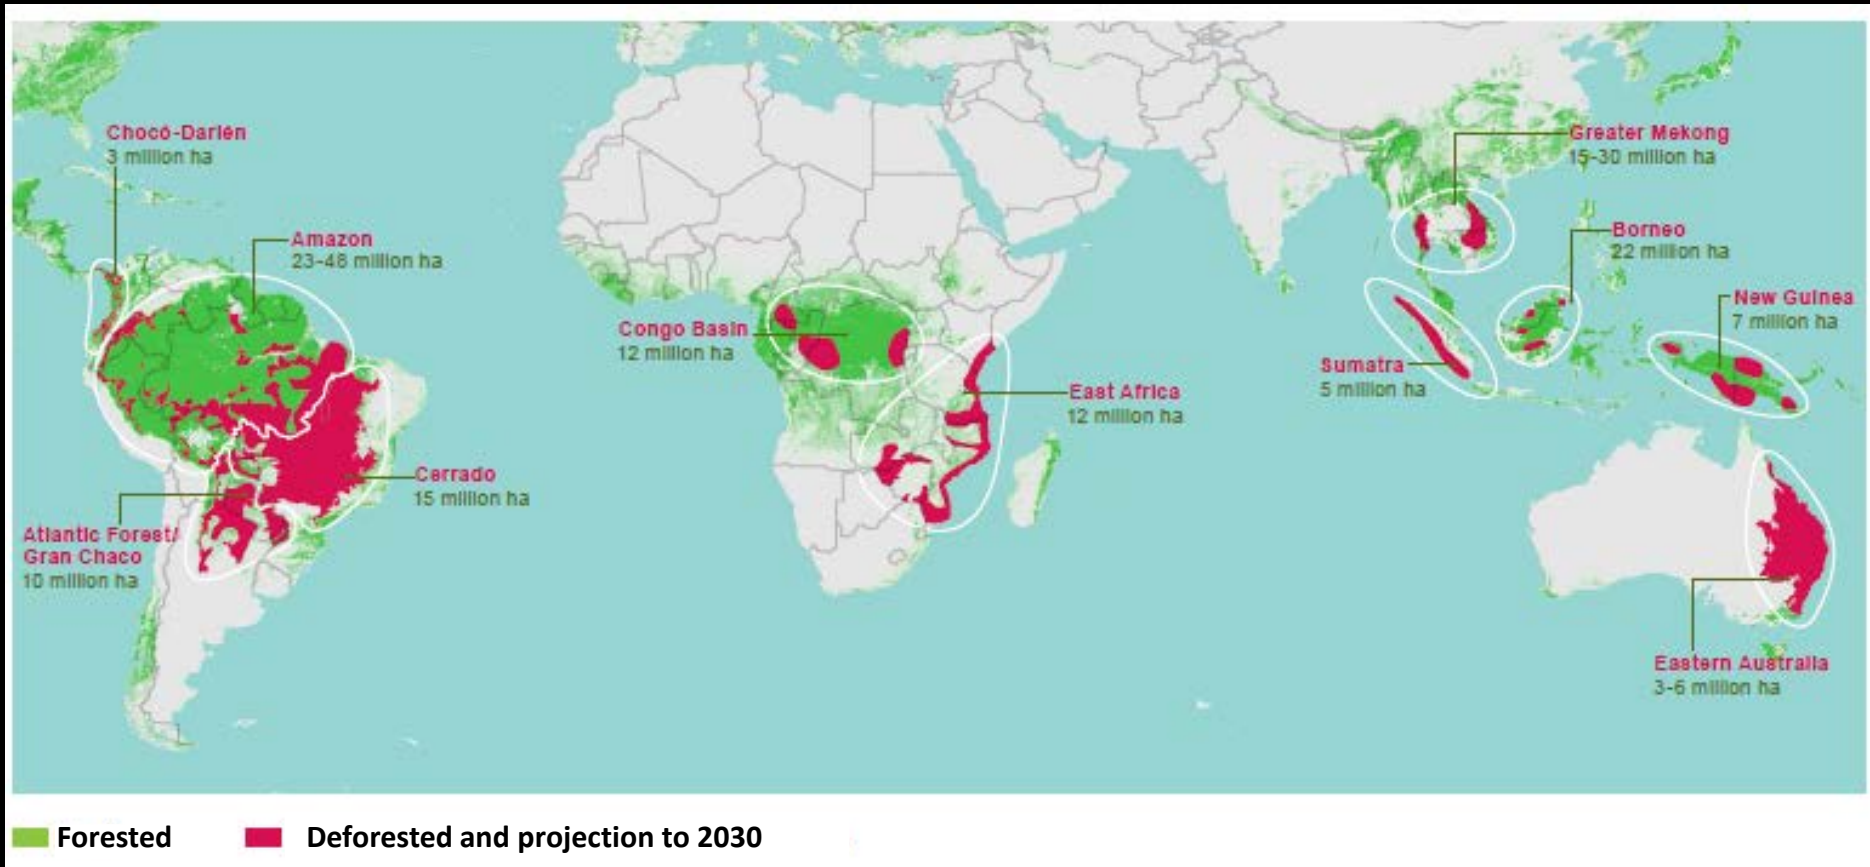 Chocó-Darién
3 million ha
Amazon
23-48 million ha
Cerrado
15 million ha
Atlantic Forest/
Gran Chaco
10 million ha
Congo Basin
12 million ha
East Africa
12 million ha
Greater Mekong
15-30 million ha
Borneo
22 million ha
New Guinea
7 million ha
Sumatra
5 million ha
Eastern Australia
3-6 million ha
Forested
Deforested and projection to 2030